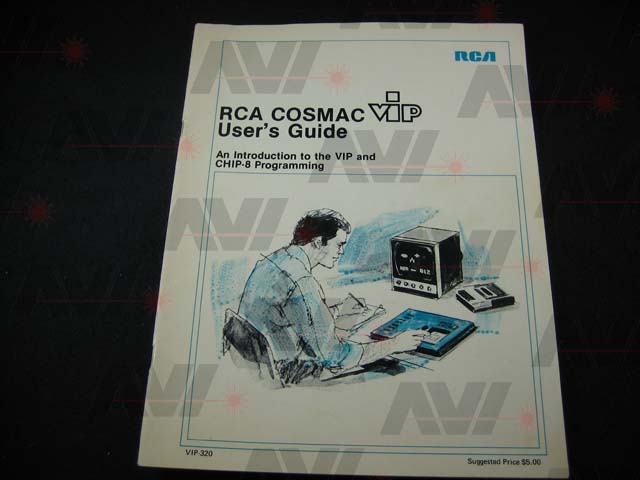 RCA
RCA COSMAC VIP
User's Guide
An Introduction to the VIP and
CHIP-8 Programming
VIP-320
Suggested Price $5.00
AVI